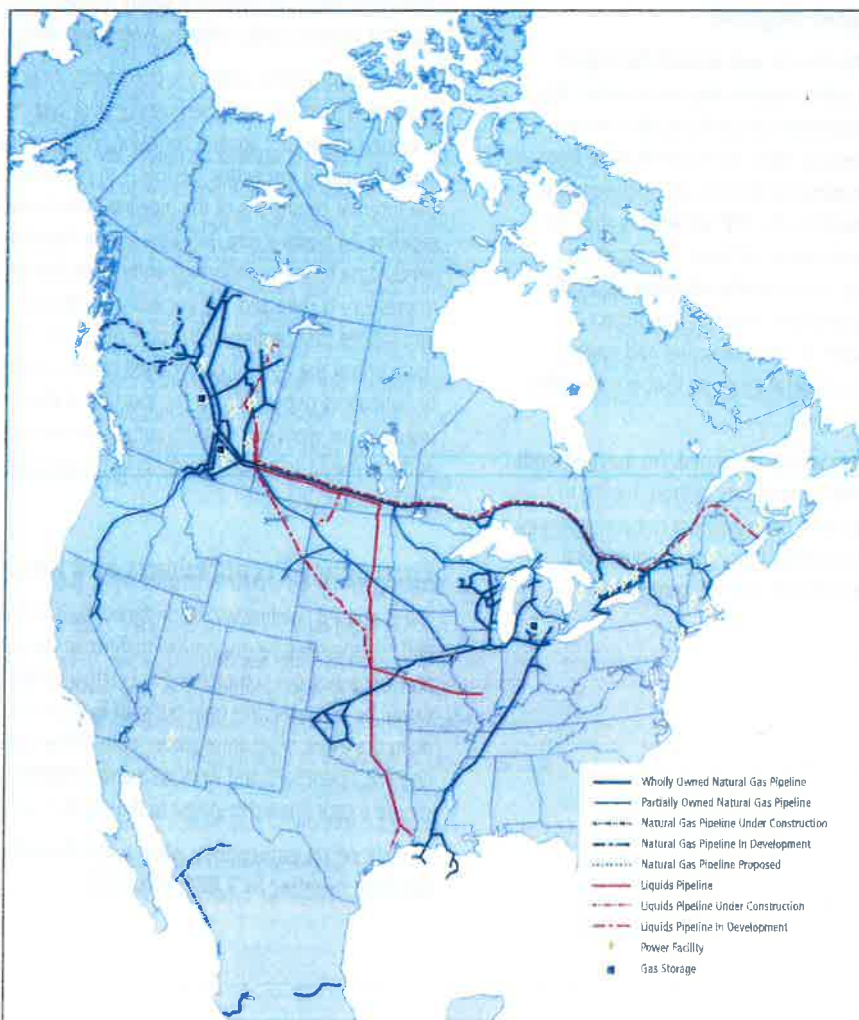 Wholly Owned Natural Gas Pipeline
Partially Owned Natural Gas Pipeline
Natural Gas Pipeline Under Construction
Natural Gas Pipeline In Development
Natural Gas Pipeline Proposed
Liquids Pipeline
Liquids Pipeline Under Construction
Liquids Pipeline In Development
Power Facility
Gas Storage